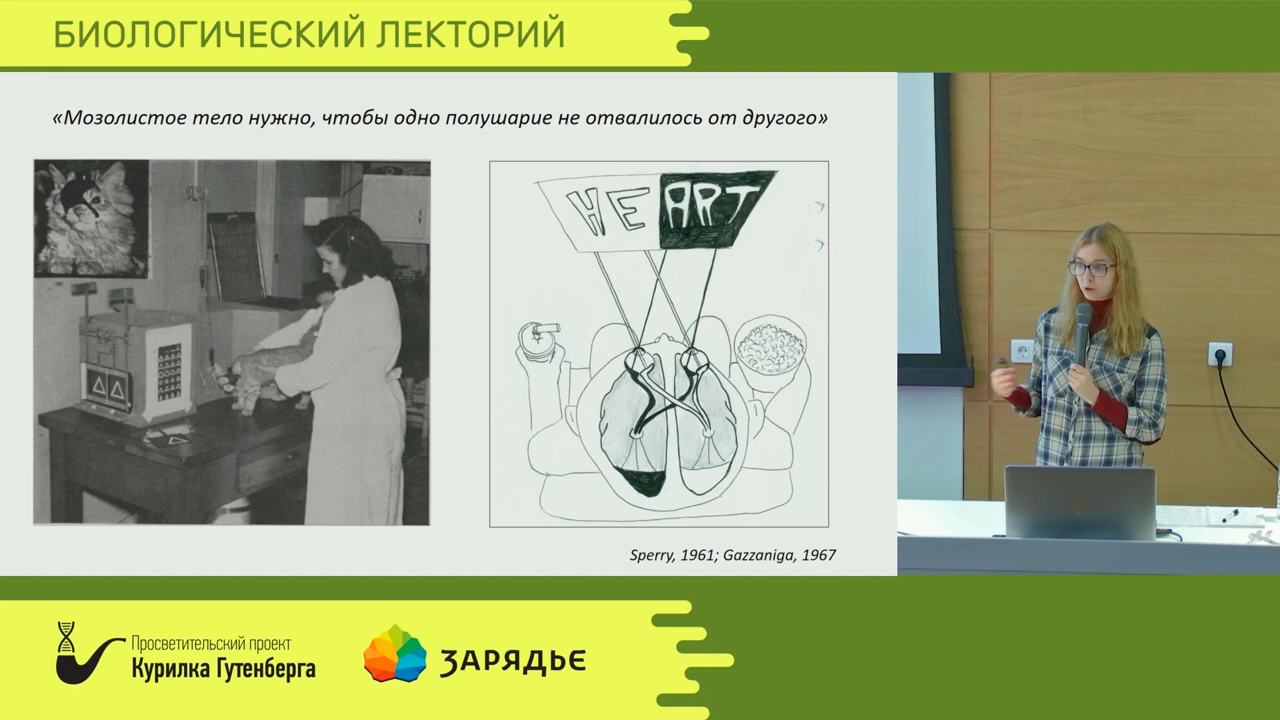 БИОЛОГИЧЕСКИЙ ЛЕКТОРИЙ
«Мозолистое тело нужно, чтобы одно полушарие не отвалилось от другого»
HE ART
Sperry, 1961; Gazzaniga, 1967
Просветительский проект
Курилка Гутенберга
ЗАРЯДЬЕ